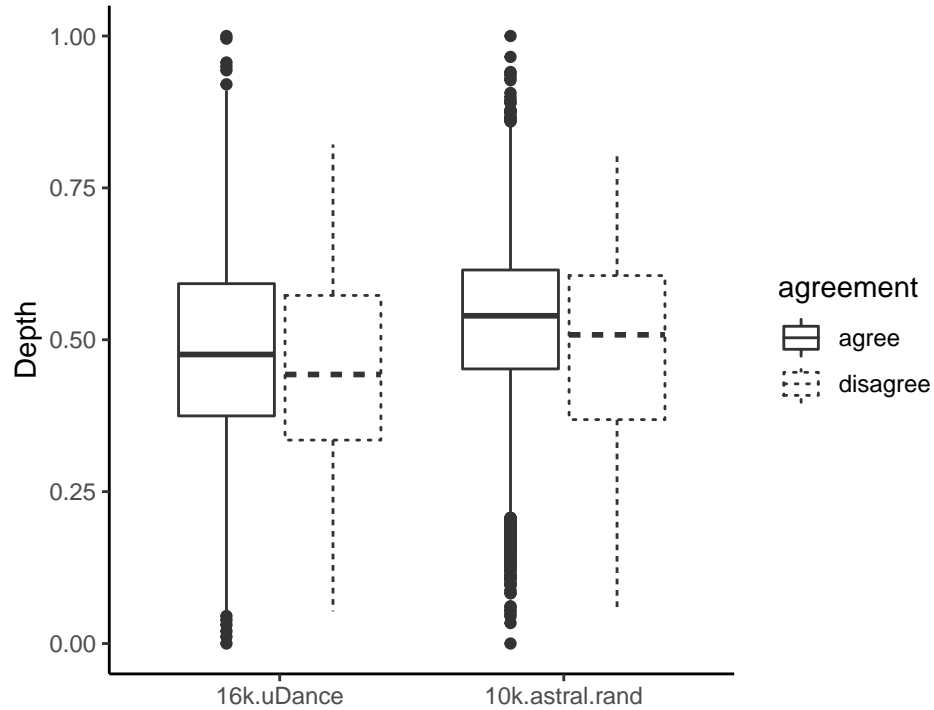 1.00
0.75
0.50
0.25
0.00
Depth
16k.uDance
10k.astral.rand
agreement
agree
disagree